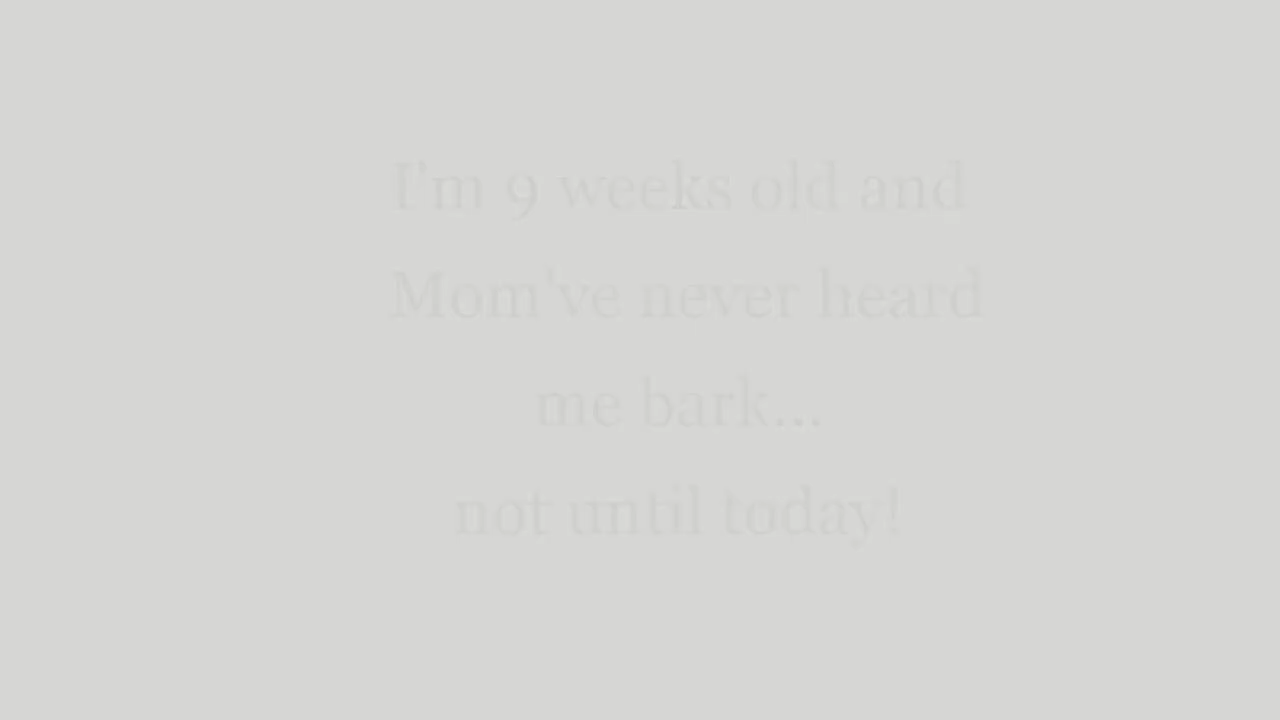 I'm 9 weeks old and
Mom've never heard
me bark...
not until today!